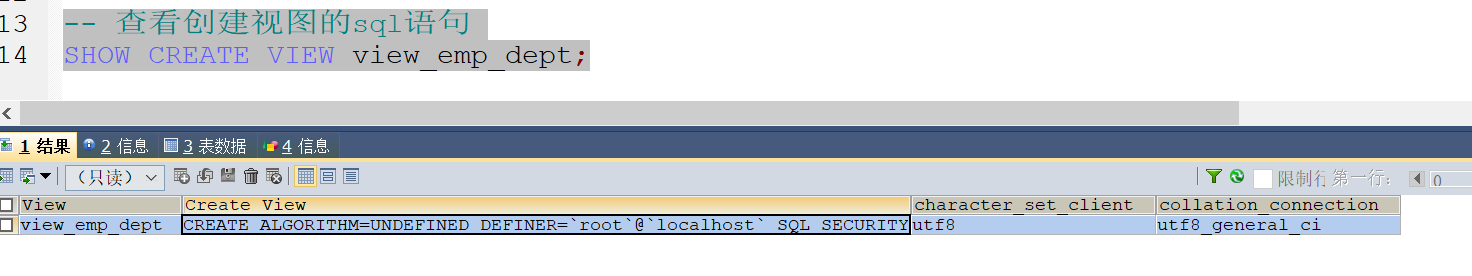 13 -- 查看创建视图的sql语句
14 SHOW CREATE VIEW view_emp_dept;
1 结果 2 信息 3 表数据 4 信息
（只读） 限制行 第一行: 0
View Create View character_set_client collation_connection
view_emp_dept CREATE ALGORITHM=UNDEFINED DEFINER=`root`@`localhost` SQL SECURITY utf8 utf8_general_ci